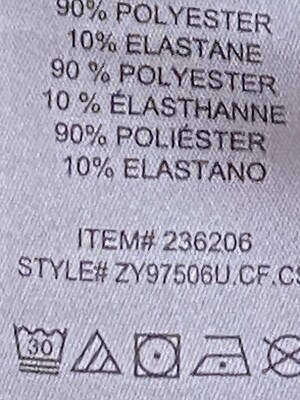 90% POLYESTER
10% ELASTANE
90 % POLYESTER
10 % ÉLASTHANNE
90% POLIÉSTER
10% ELASTANO
ITEM# 236206
STYLE# ZY97506U.CF.CS
30